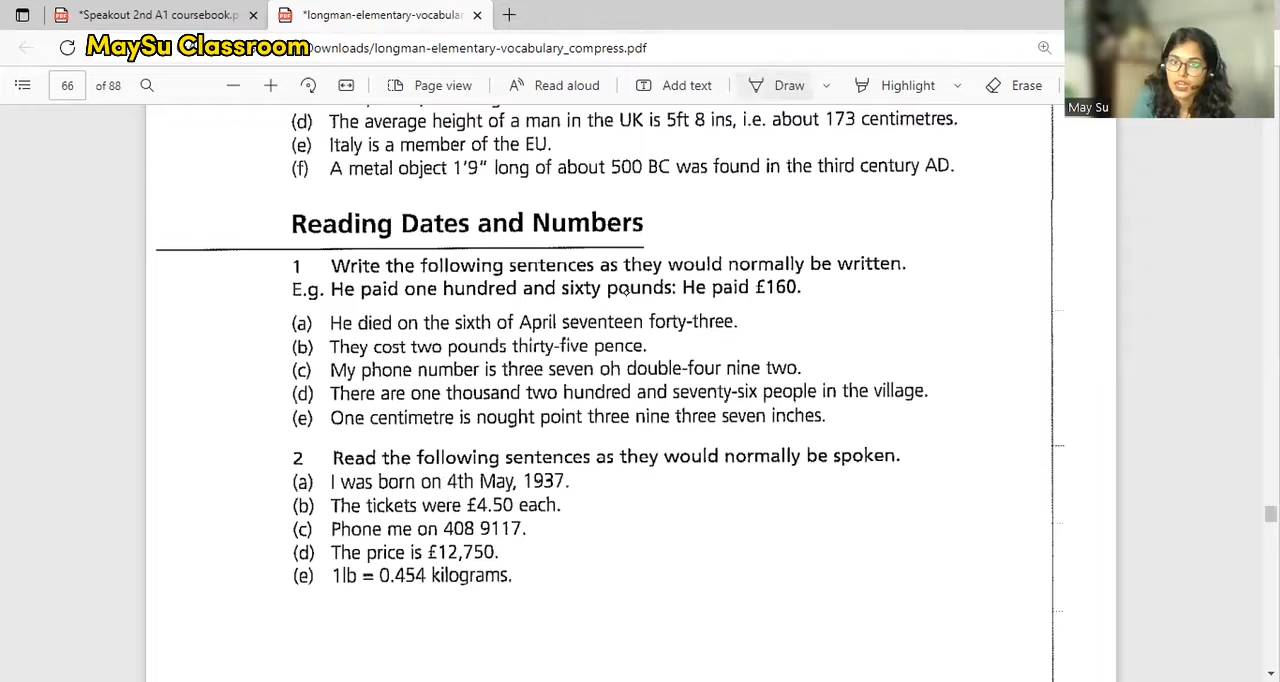 *Speakout 2nd A1 coursebook.p
*longman-elementary-vocabular
MaySu Classroom
Downloads/longman-elementary-vocabulary_compress.pdf
66 of 88
Page view
Read aloud
Add text
Draw
Highlight
Erase
May Su
(d) The average height of a man in the UK is 5ft 8 ins, i.e. about 173 centimetres.
(e) Italy is a member of the EU.
(f) A metal object 1'9" long of about 500 BC was found in the third century AD.
Reading Dates and Numbers
1 Write the following sentences as they would normally be written.
E.g. He paid one hundred and sixty pounds: He paid £160.
(a) He died on the sixth of April seventeen forty-three.
(b) They cost two pounds thirty-five pence.
(c) My phone number is three seven oh double-four nine two.
(d) There are one thousand two hundred and seventy-six people in the village.
(e) One centimetre is nought point three nine three seven inches.
2 Read the following sentences as they would normally be spoken.
(a) I was born on 4th May, 1937.
(b) The tickets were £4.50 each.
(c) Phone me on 408 9117.
(d) The price is £12,750.
(e) 1lb = 0.454 kilograms.